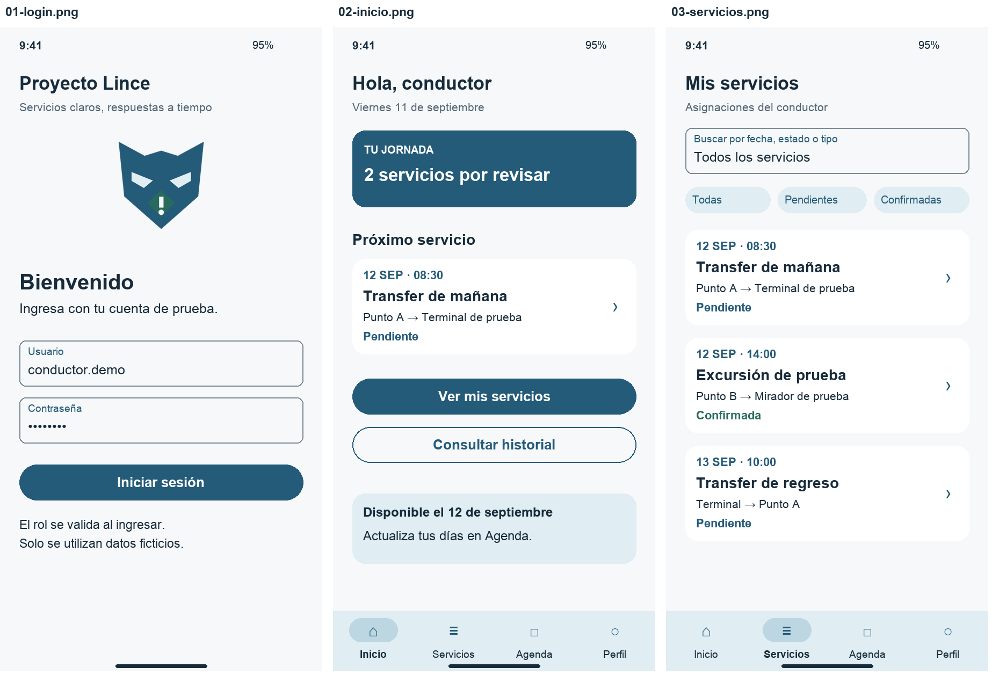 01-login.png
9:41 95%
Proyecto Lince
Servicios claros, respuestas a tiempo
!
Bienvenido
Ingresa con tu cuenta de prueba.
Usuario
conductor.demo
Contraseña
••••••••
Iniciar sesión
El rol se valida al ingresar.
Solo se utilizan datos ficticios.
02-inicio.png
9:41 95%
Hola, conductor
Viernes 11 de septiembre
TU JORNADA
2 servicios por revisar
Próximo servicio
12 SEP · 08:30
Transfer de mañana
Punto A → Terminal de prueba
Pendiente
Ver mis servicios
Consultar historial
Disponible el 12 de septiembre
Actualiza tus días en Agenda.
Inicio Servicios Agenda Perfil
03-servicios.png
9:41 95%
Mis servicios
Asignaciones del conductor
Buscar por fecha, estado o tipo
Todos los servicios
Todas Pendientes Confirmadas
12 SEP · 08:30
Transfer de mañana
Punto A → Terminal de prueba
Pendiente
12 SEP · 14:00
Excursión de prueba
Punto B → Mirador de prueba
Confirmada
13 SEP · 10:00
Transfer de regreso
Terminal → Punto A
Pendiente
Inicio Servicios Agenda Perfil